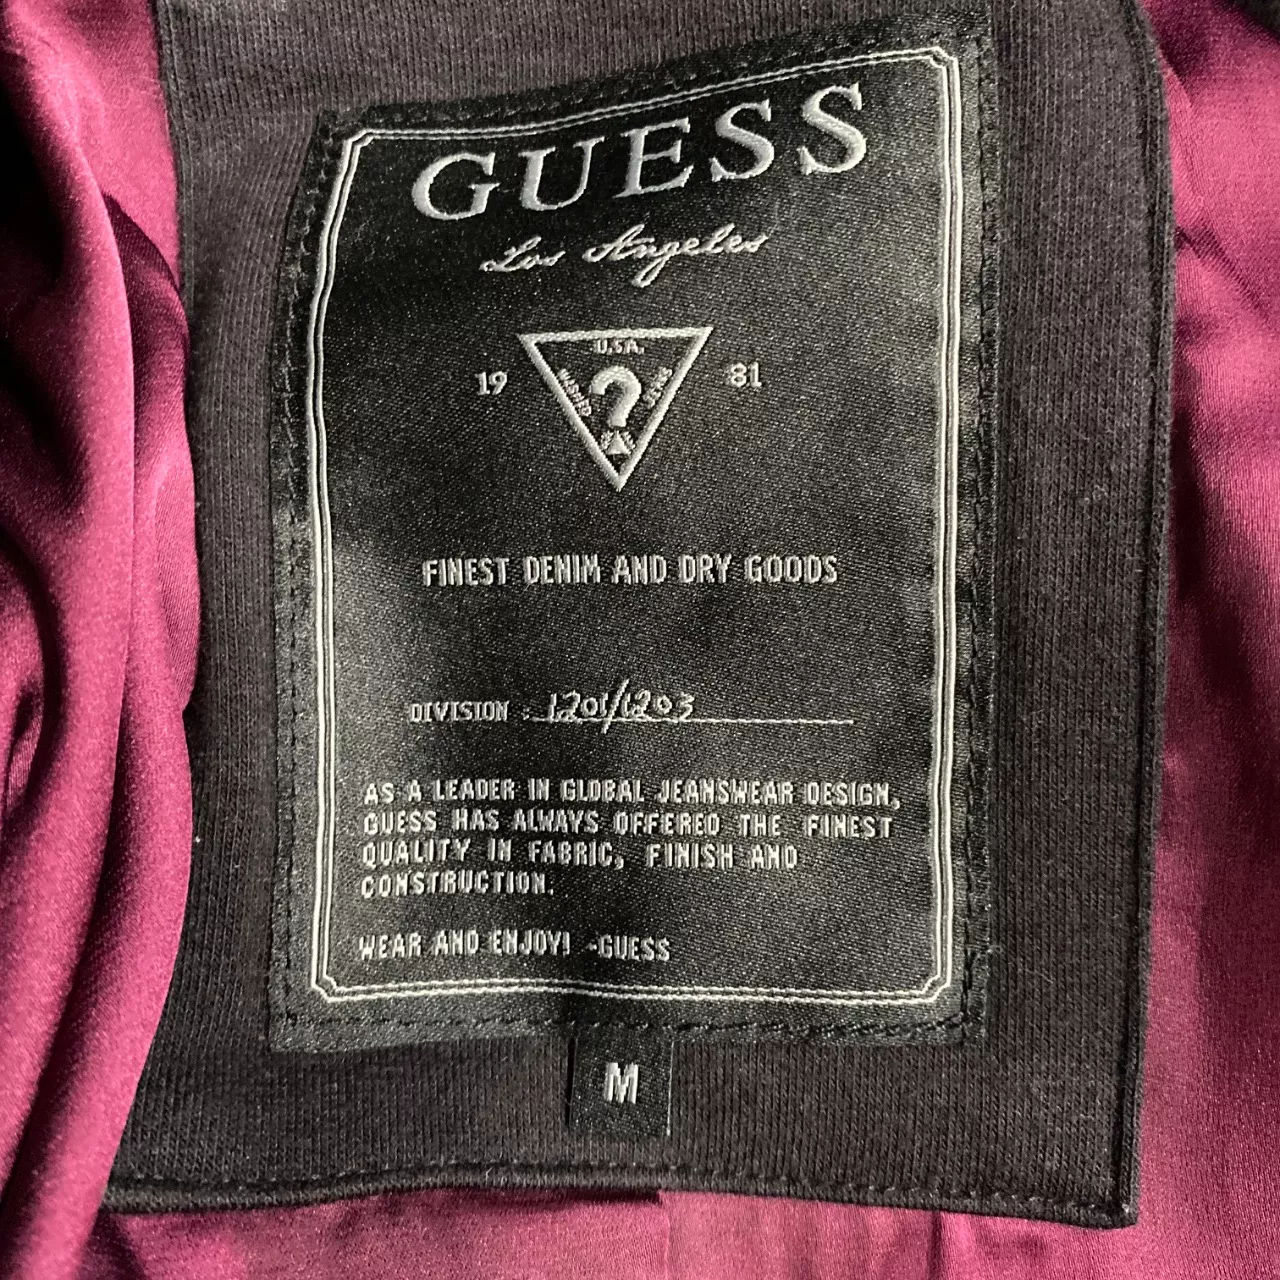 GUESS
Los Angeles
U.S.A.
19 ? 81
FINEST DENIM AND DRY GOODS
DIVISION : 1201/1203
AS A LEADER IN GLOBAL JEANSWEAR DESIGN,
GUESS HAS ALWAYS OFFERED THE FINEST
QUALITY IN FABRIC, FINISH AND
CONSTRUCTION.
WEAR AND ENJOY! -GUESS
M